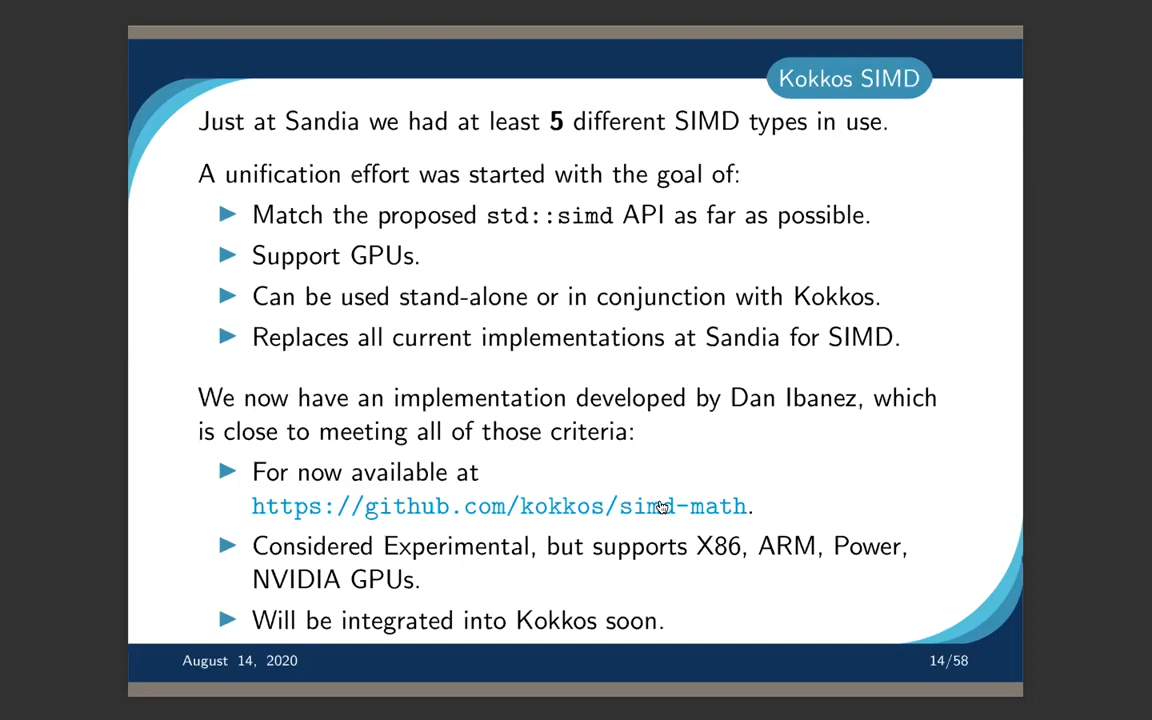 Kokkos SIMD
Just at Sandia we had at least 5 different SIMD types in use.
A unification effort was started with the goal of:
▶ Match the proposed std::simd API as far as possible.
▶ Support GPUs.
▶ Can be used stand-alone or in conjunction with Kokkos.
▶ Replaces all current implementations at Sandia for SIMD.
We now have an implementation developed by Dan Ibanez, which
is close to meeting all of those criteria:
▶ For now available at
https://github.com/kokkos/simd-math.
▶ Considered Experimental, but supports X86, ARM, Power,
NVIDIA GPUs.
▶ Will be integrated into Kokkos soon.
August 14, 2020
14/58